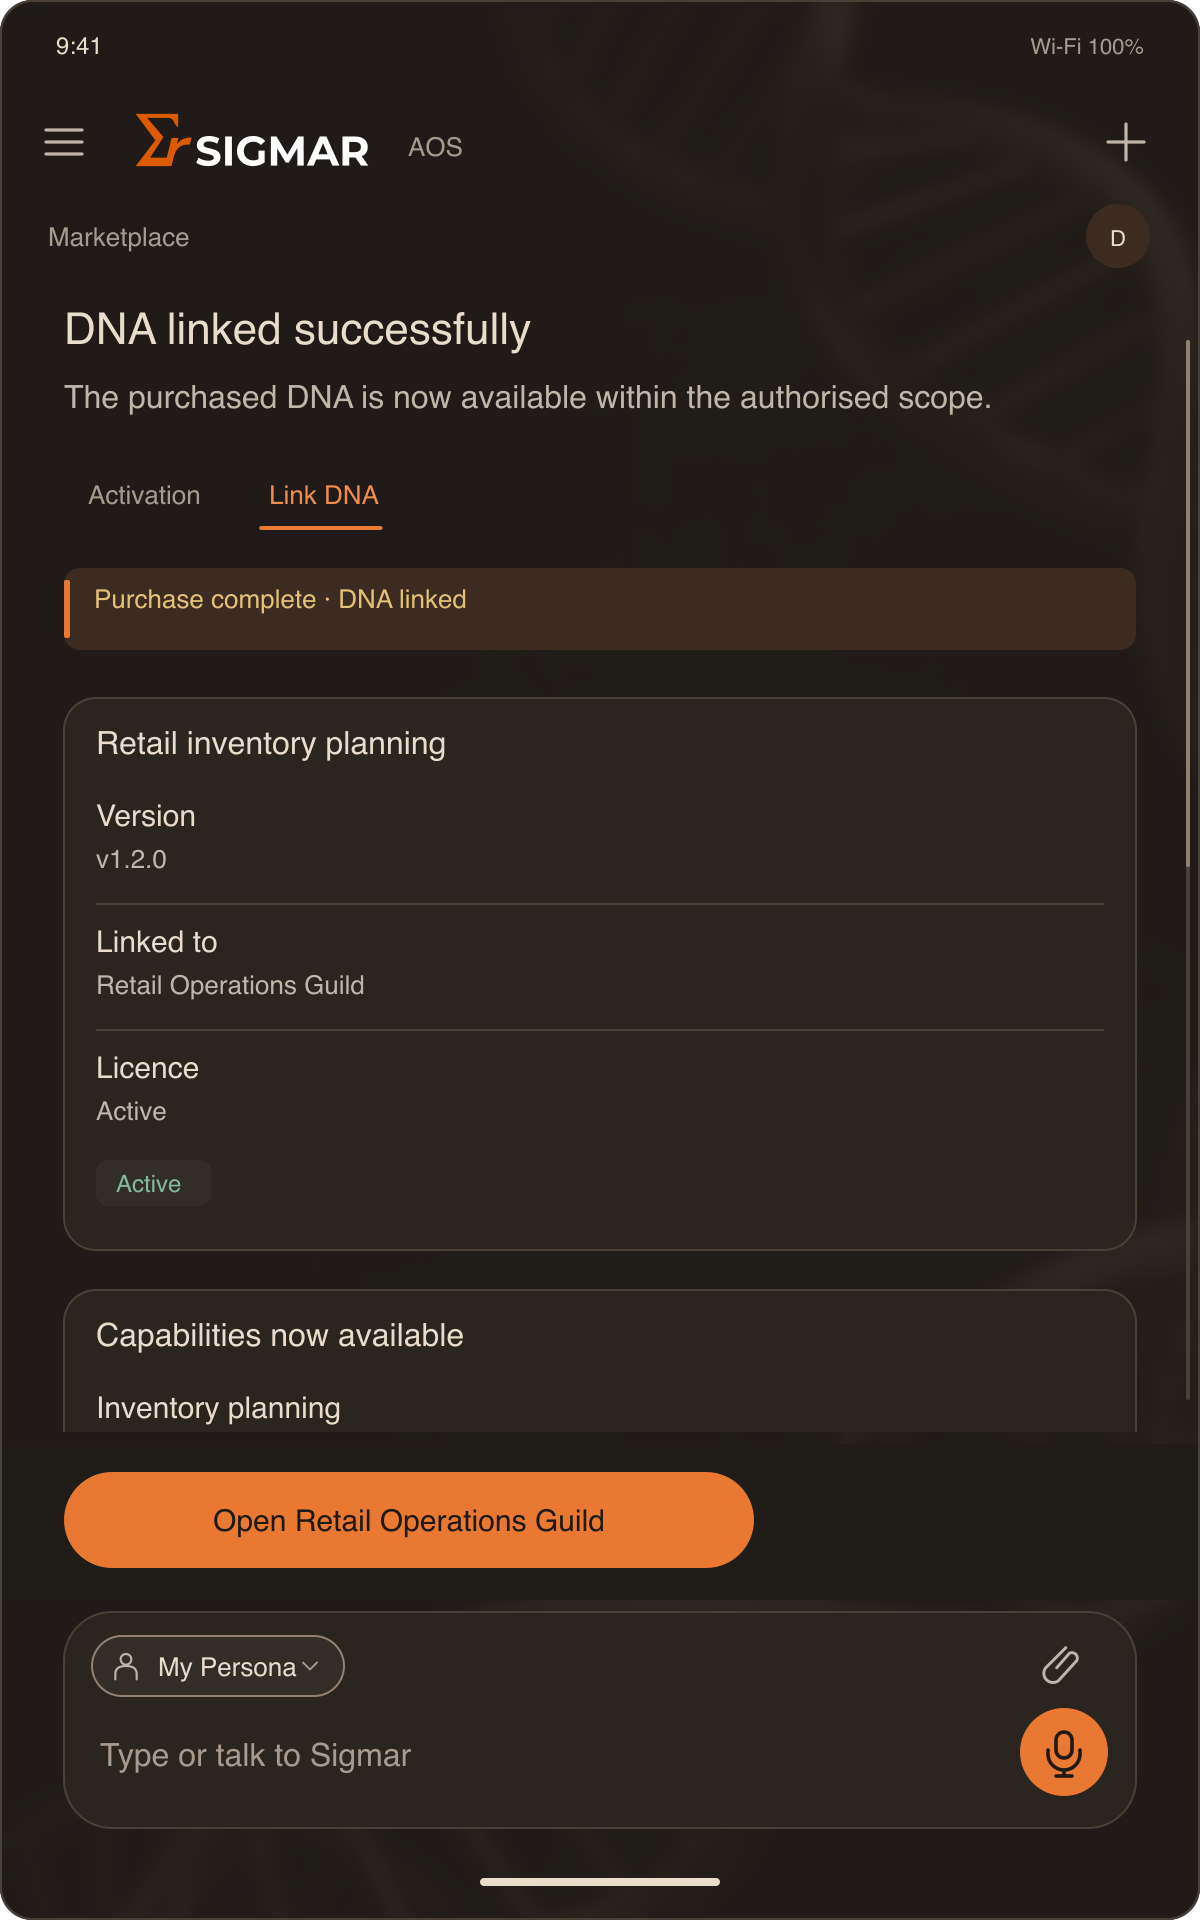 9:41
Wi-Fi 100%
Σr SIGMAR AOS
Marketplace
D
DNA linked successfully
The purchased DNA is now available within the authorised scope.
Activation
Link DNA
Purchase complete · DNA linked
Retail inventory planning
Version
v1.2.0
Linked to
Retail Operations Guild
Licence
Active
Active
Capabilities now available
Inventory planning
Open Retail Operations Guild
My Persona
Type or talk to Sigmar